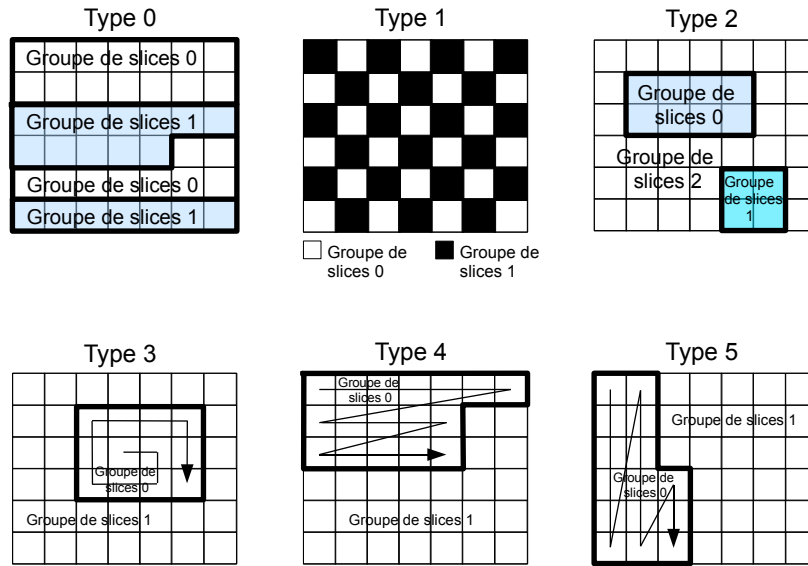 Type 0
Type 1
Type 2
Groupe de slices 0
Groupe de slices 1
Groupe de slices 0
Groupe de slices 1
Groupe de
slices 0
Groupe de
slices 1
Groupe de
slices 0
Groupe de
slices 2
Groupe
de slices
1
Type 3
Type 4
Type 5
Groupe de
slices 0
Groupe de slices 1
Groupe de
slices 0
Groupe de slices 1
Groupe de slices 1
Groupe de
slices 0